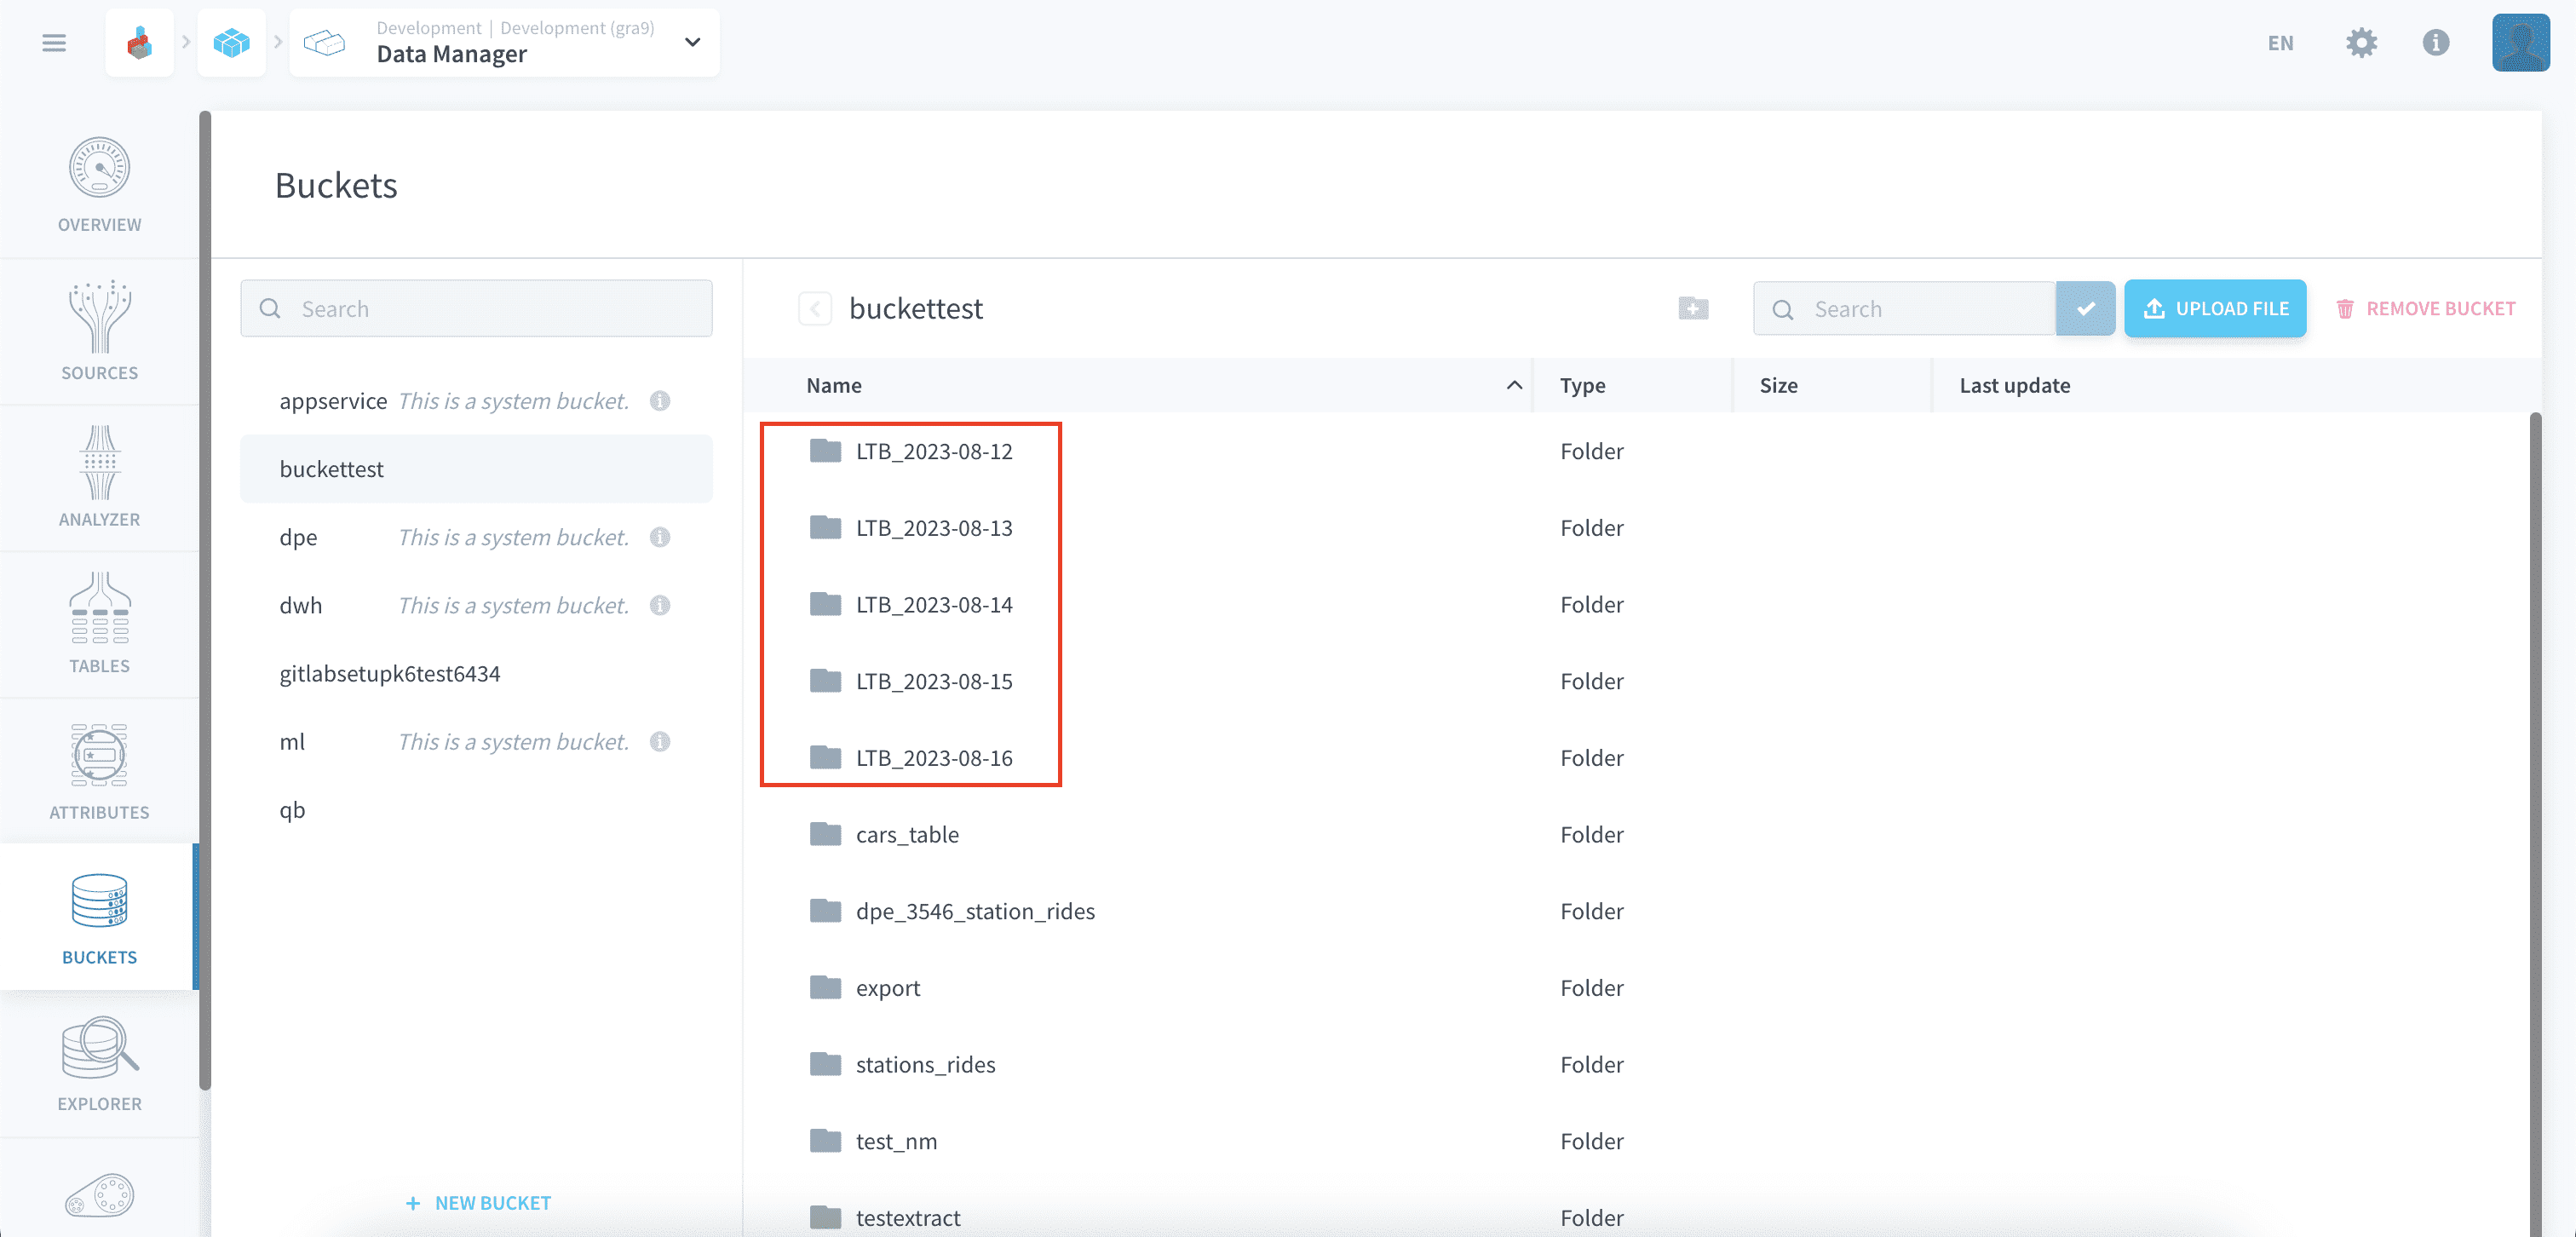 Development | Development (gra9)
Data Manager
EN
OVERVIEW
SOURCES
ANALYZER
TABLES
ATTRIBUTES
BUCKETS
EXPLORER
Buckets
Search
appservice This is a system bucket.
buckettest
dpe This is a system bucket.
dwh This is a system bucket.
gitlabsetupk6test6434
ml This is a system bucket.
qb
+ NEW BUCKET
buckettest
Search
UPLOAD FILE
REMOVE BUCKET
Name Type Size Last update
LTB_2023-08-12 Folder
LTB_2023-08-13 Folder
LTB_2023-08-14 Folder
LTB_2023-08-15 Folder
LTB_2023-08-16 Folder
cars_table Folder
dpe_3546_station_rides Folder
export Folder
stations_rides Folder
test_nm Folder
testextract Folder